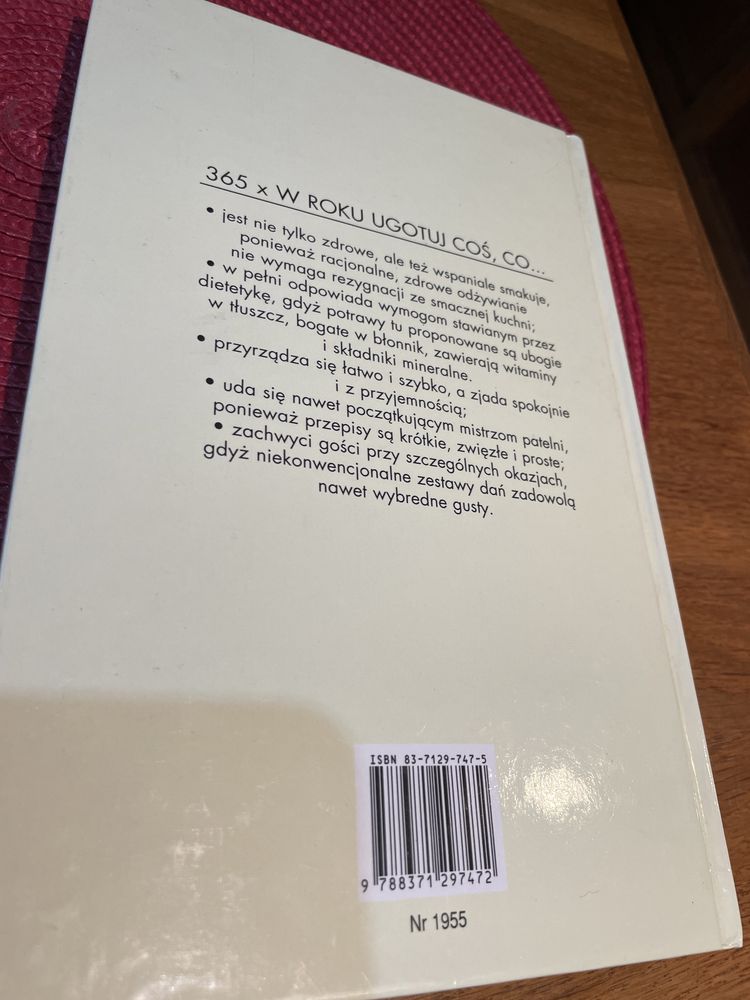 365 x W ROKU UGOTUJ COŚ, CO...
• jest nie tylko zdrowe, ale też wspaniale smakuje,
ponieważ racjonalne, zdrowe odżywianie
nie wymaga rezygnacji ze smacznej kuchni;
• w pełni odpowiada wymogom stawianym przez
dietetykę, gdyż potrawy tu proponowane są ubogie
w tłuszcz, bogate w błonnik, zawierają witaminy
i składniki mineralne.
• przyrządza się łatwo i szybko, a zjada spokojnie
i z przyjemnością;
• uda się nawet początkującym mistrzom patelni,
ponieważ przepisy są krótkie, zwięzłe i proste;
• zachwyci gości przy szczególnych okazjach,
gdyż niekonwencjonalne zestawy dań zadowolą
nawet wybredne gusty.
ISBN 83-7129-747-5
9 788371 297472
Nr 1955